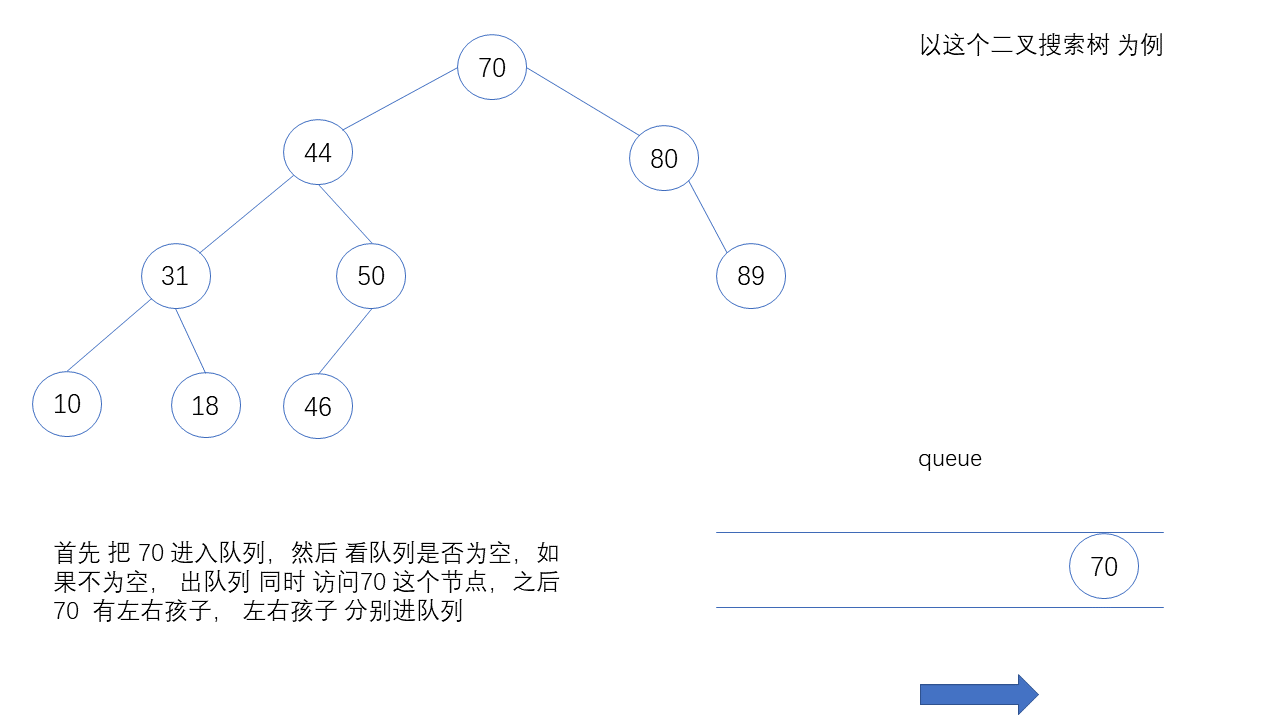 以这个二叉搜索树 为例
70
44
80
31
50
89
10
18
46
queue
首先 把 70 进入队列，然后 看队列是否为空，如
果不为空， 出队列 同时 访问70 这个节点，之后
70 有左右孩子， 左右孩子 分别进队列
70